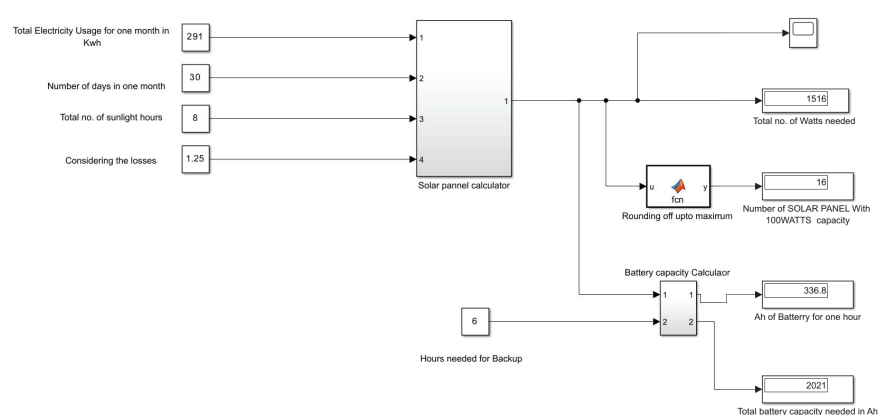 Total Electricity Usage for one month in
Kwh
291
Number of days in one month
30
Total no. of sunlight hours
8
Considering the losses
1.25
1
2
3
4
1
Solar pannel calculator
1516
Total no. of Watts needed
u
fcn
y
Rounding off upto maximum
16
Number of SOLAR PANEL With
100WATTS capacity
Battery capacity Calculaor
1
2
1
2
336.8
Ah of Batterry for one hour
6
Hours needed for Backup
2021
Total battery capacity needed in Ah